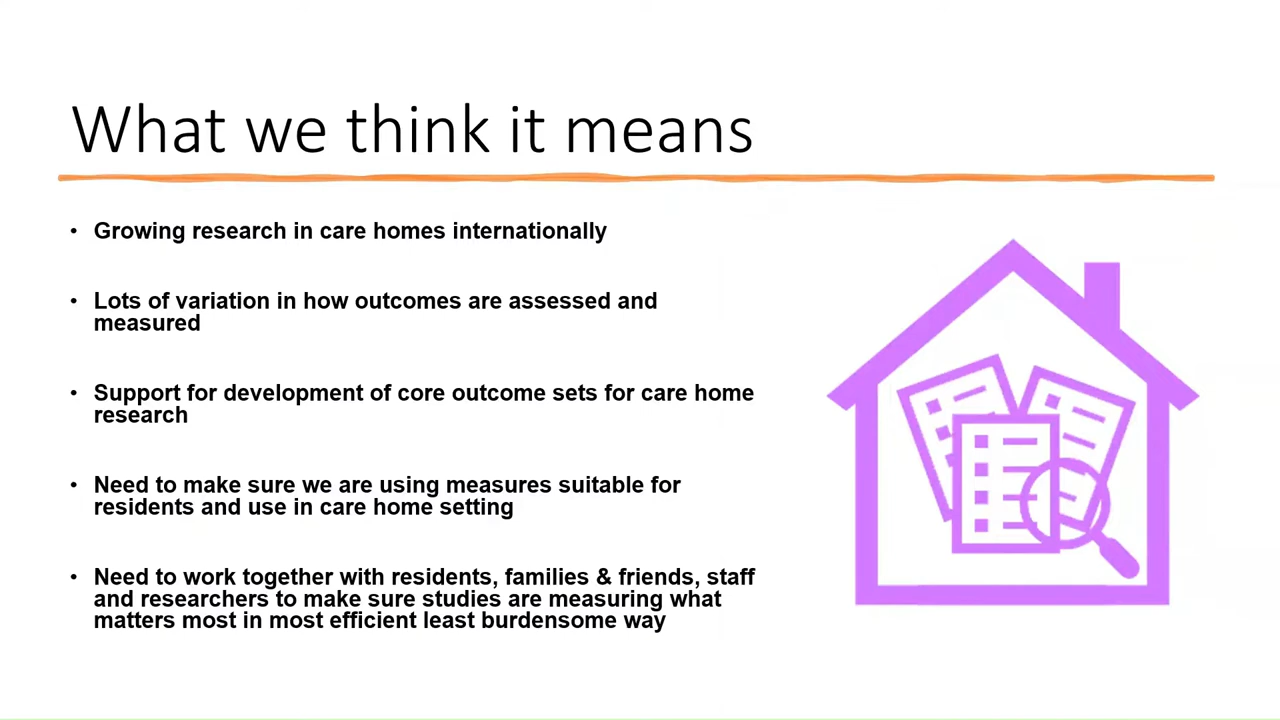 What we think it means
• Growing research in care homes internationally
• Lots of variation in how outcomes are assessed and
measured
• Support for development of core outcome sets for care home
research
• Need to make sure we are using measures suitable for
residents and use in care home setting
• Need to work together with residents, families & friends, staff
and researchers to make sure studies are measuring what
matters most in most efficient least burdensome way